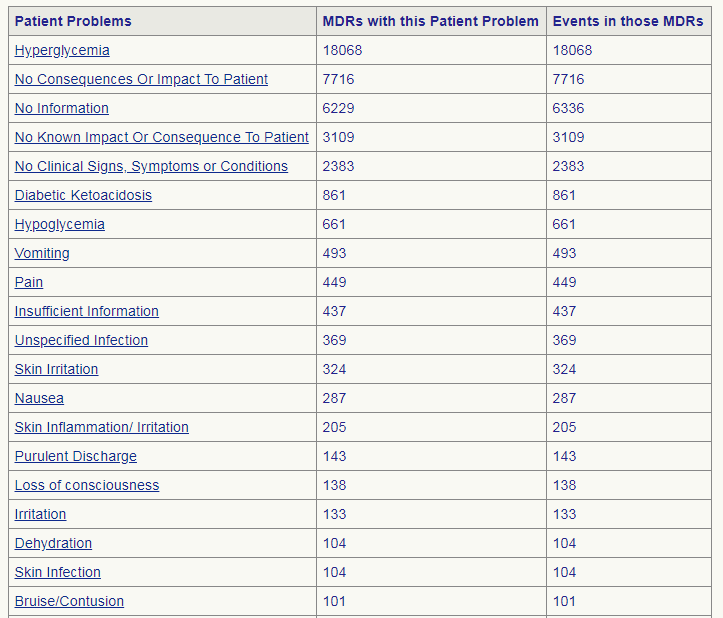 Patient Problems MDRs with this Patient Problem Events in those MDRs
Hyperglycemia 18068 18068
No Consequences Or Impact To Patient 7716 7716
No Information 6229 6336
No Known Impact Or Consequence To Patient 3109 3109
No Clinical Signs, Symptoms or Conditions 2383 2383
Diabetic Ketoacidosis 861 861
Hypoglycemia 661 661
Vomiting 493 493
Pain 449 449
Insufficient Information 437 437
Unspecified Infection 369 369
Skin Irritation 324 324
Nausea 287 287
Skin Inflammation/ Irritation 205 205
Purulent Discharge 143 143
Loss of consciousness 138 138
Irritation 133 133
Dehydration 104 104
Skin Infection 104 104
Bruise/Contusion 101 101